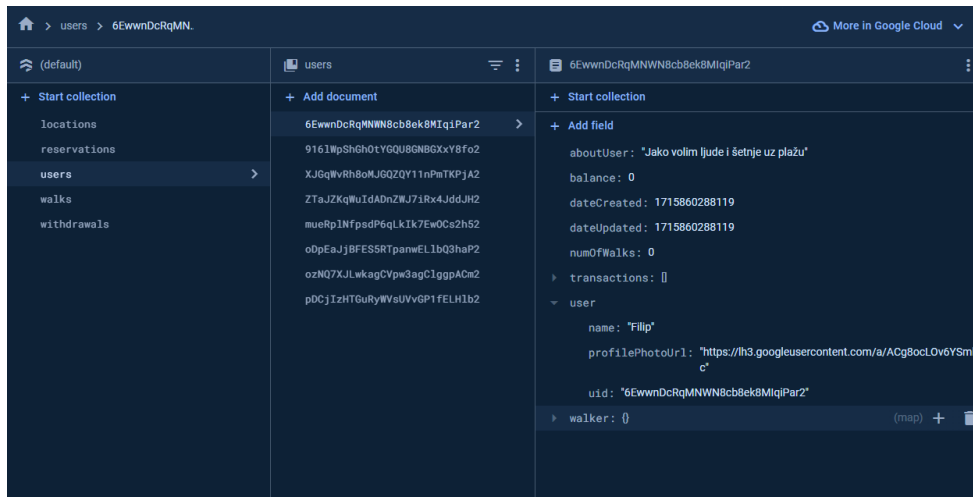 users > 6EwwnDcRqMN..
More in Google Cloud
(default)
+ Start collection
locations
reservations
users
walks
withdrawals
users
+ Add document
6EwwnDcRqMNWN8cb8ek8MIqiPar2
9161WpShGhOtYGQU8GNBGXxY8fo2
XJGqWvRh8oMJGQZQY11nPmTKPjA2
ZTaJZKqWuIdADnZWJ7iRx4JddJH2
mueRplNfpsdP6qLkIk7EwOCs2h52
oDpEaJjBFES5RTpanwELlbQ3haP2
ozNQ7XJLwkagCVpw3agClggpACm2
pDCjIzHTGuRyWVsUVvGP1fELHlb2
6EwwnDcRqMNWN8cb8ek8MIqiPar2
+ Start collection
+ Add field
aboutUser: "Jako volim ljude i šetnje uz plažu"
balance: 0
dateCreated: 1715860288119
dateUpdated: 1715860288119
numOfWalks: 0
transactions: []
user
name: "Filip"
profilePhotoUrl: "https://lh3.googleusercontent.com/a/ACg8ocLOv6YSm
c"
uid: "6EwwnDcRqMNWN8cb8ek8MIqiPar2"
walker: {} (map) +